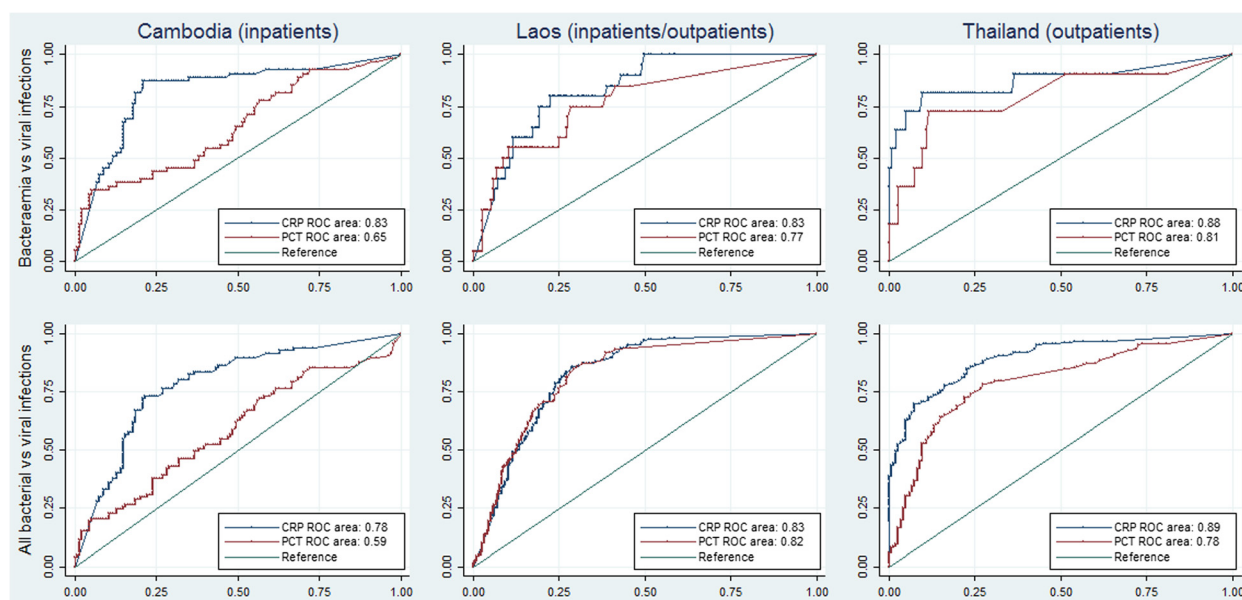 Cambodia (inpatients)
Laos (inpatients/outpatients)
Thailand (outpatients)
Bacteraemia vs viral infections
1.00
0.75
0.50
0.25
0.00
CRP ROC area: 0.83
PCT ROC area: 0.65
Reference
0.00 0.25 0.50 0.75 1.00
1.00
0.75
0.50
0.25
0.00
CRP ROC area: 0.83
PCT ROC area: 0.77
Reference
0.00 0.25 0.50 0.75 1.00
1.00
0.75
0.50
0.25
0.00
CRP ROC area: 0.88
PCT ROC area: 0.81
Reference
0.00 0.25 0.50 0.75 1.00
All bacterial vs viral infections
1.00
0.75
0.50
0.25
0.00
CRP ROC area: 0.78
PCT ROC area: 0.59
Reference
0.00 0.25 0.50 0.75 1.00
1.00
0.75
0.50
0.25
0.00
CRP ROC area: 0.83
PCT ROC area: 0.82
Reference
0.00 0.25 0.50 0.75 1.00
1.00
0.75
0.50
0.25
0.00
CRP ROC area: 0.89
PCT ROC area: 0.78
Reference
0.00 0.25 0.50 0.75 1.00